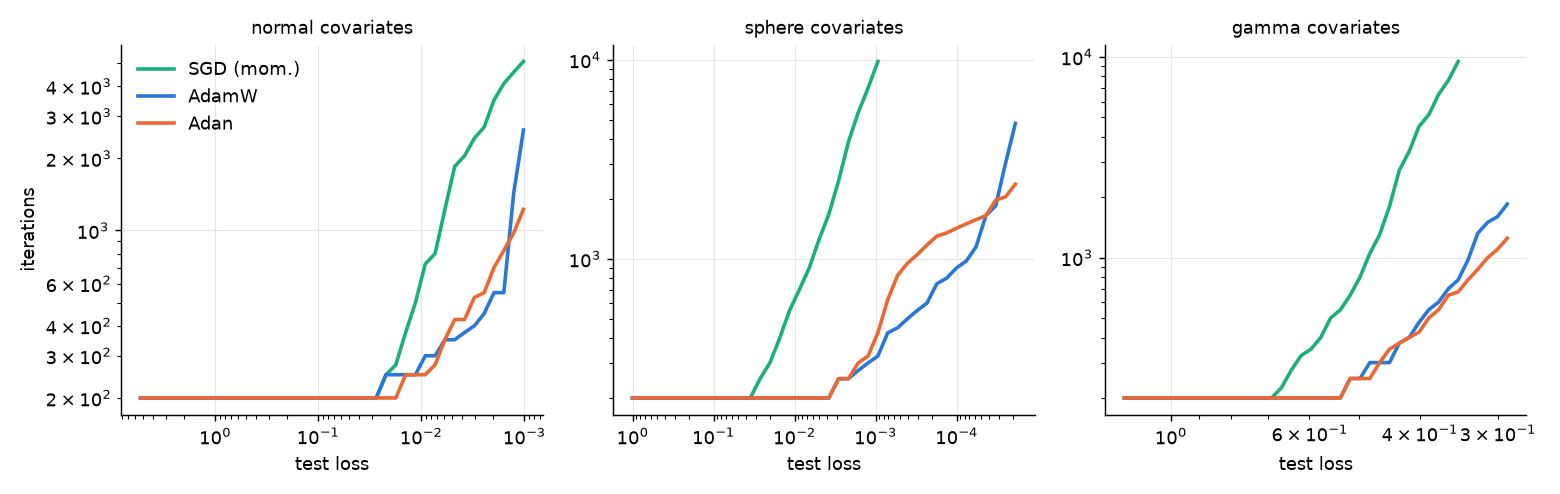 normal covariates
sphere covariates
gamma covariates
SGD (mom.)
AdamW
Adan
iterations
4 × 10³
3 × 10³
2 × 10³
10³
6 × 10²
4 × 10²
3 × 10²
2 × 10²
10⁰
10⁻¹
10⁻²
10⁻³
test loss
10⁴
10³
10⁰
10⁻¹
10⁻²
10⁻³
10⁻⁴
test loss
10⁴
10³
10⁰
6 × 10⁻¹
4 × 10⁻¹
3 × 10⁻¹
test loss